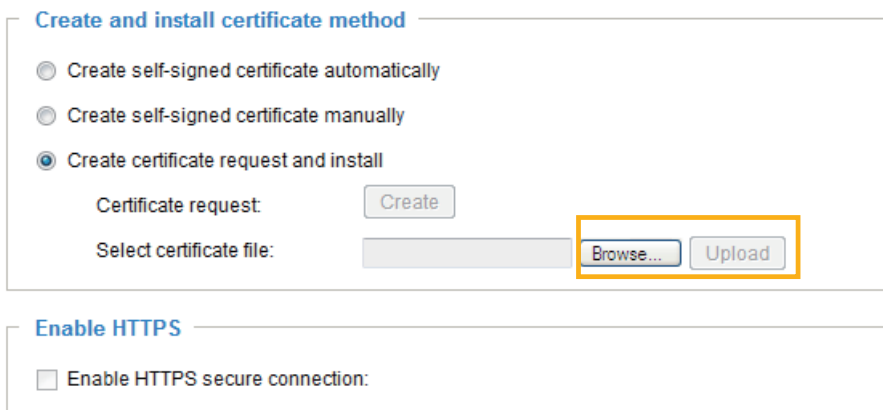 Create and install certificate method
Create self-signed certificate automatically
Create self-signed certificate manually
Create certificate request and install
Certificate request: Create
Select certificate file: Browse... Upload
Enable HTTPS
Enable HTTPS secure connection: